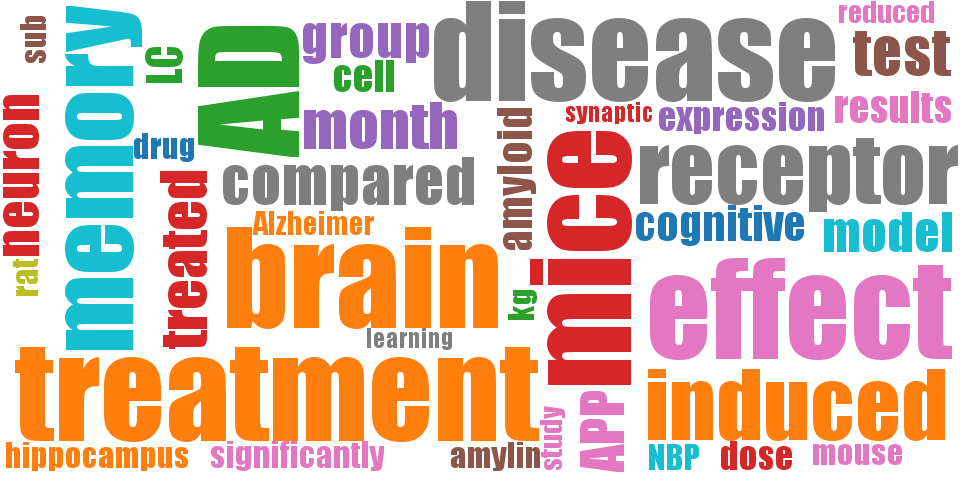 disease
reduced
sub
memory
LC
AD
group
cell
test
month
synaptic
expression
results
neuron
drug
amyloid
mice
receptor
compared
treated
Alzheimer
cognitive
model
rat
brain
kg
effect
learning
treatment
induced
study
APP
hippocampus
significantly
amylin
NBP
dose
mouse